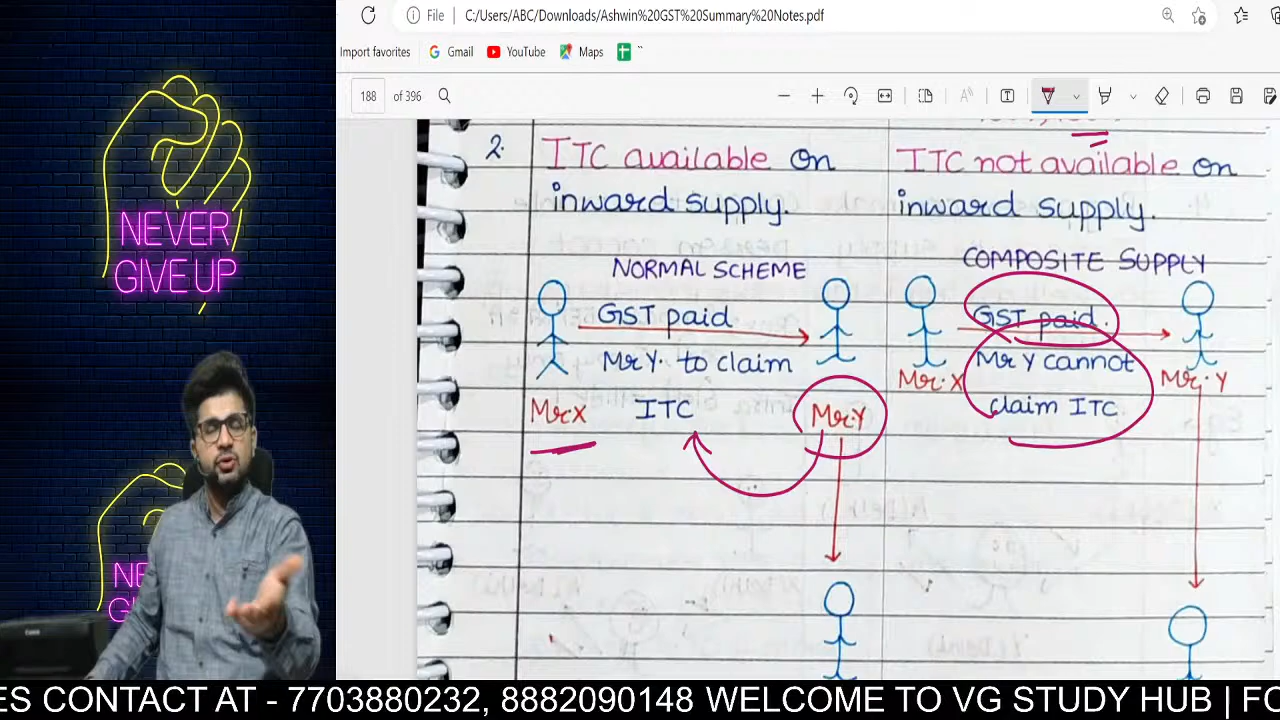 NEVER
GIVE UP
File
C:/Users/ABC/Downloads/Ashwin%20GST%20Summary%20Notes.pdf
Import favorites
Gmail
YouTube
Maps
188
of 396
2.
ITC available on
inward supply.
NORMAL SCHEME
GST paid
Mr Y. to claim
ITC
Mr X
Mr. Y
ITC not available on
inward supply.
COMPOSITE SUPPLY
GST paid.
Mr Y cannot
claim ITC.
Mr. X
Mr. Y
ES CONTACT AT - 7703880232, 8882090148 WELCOME TO VG STUDY HUB | FO